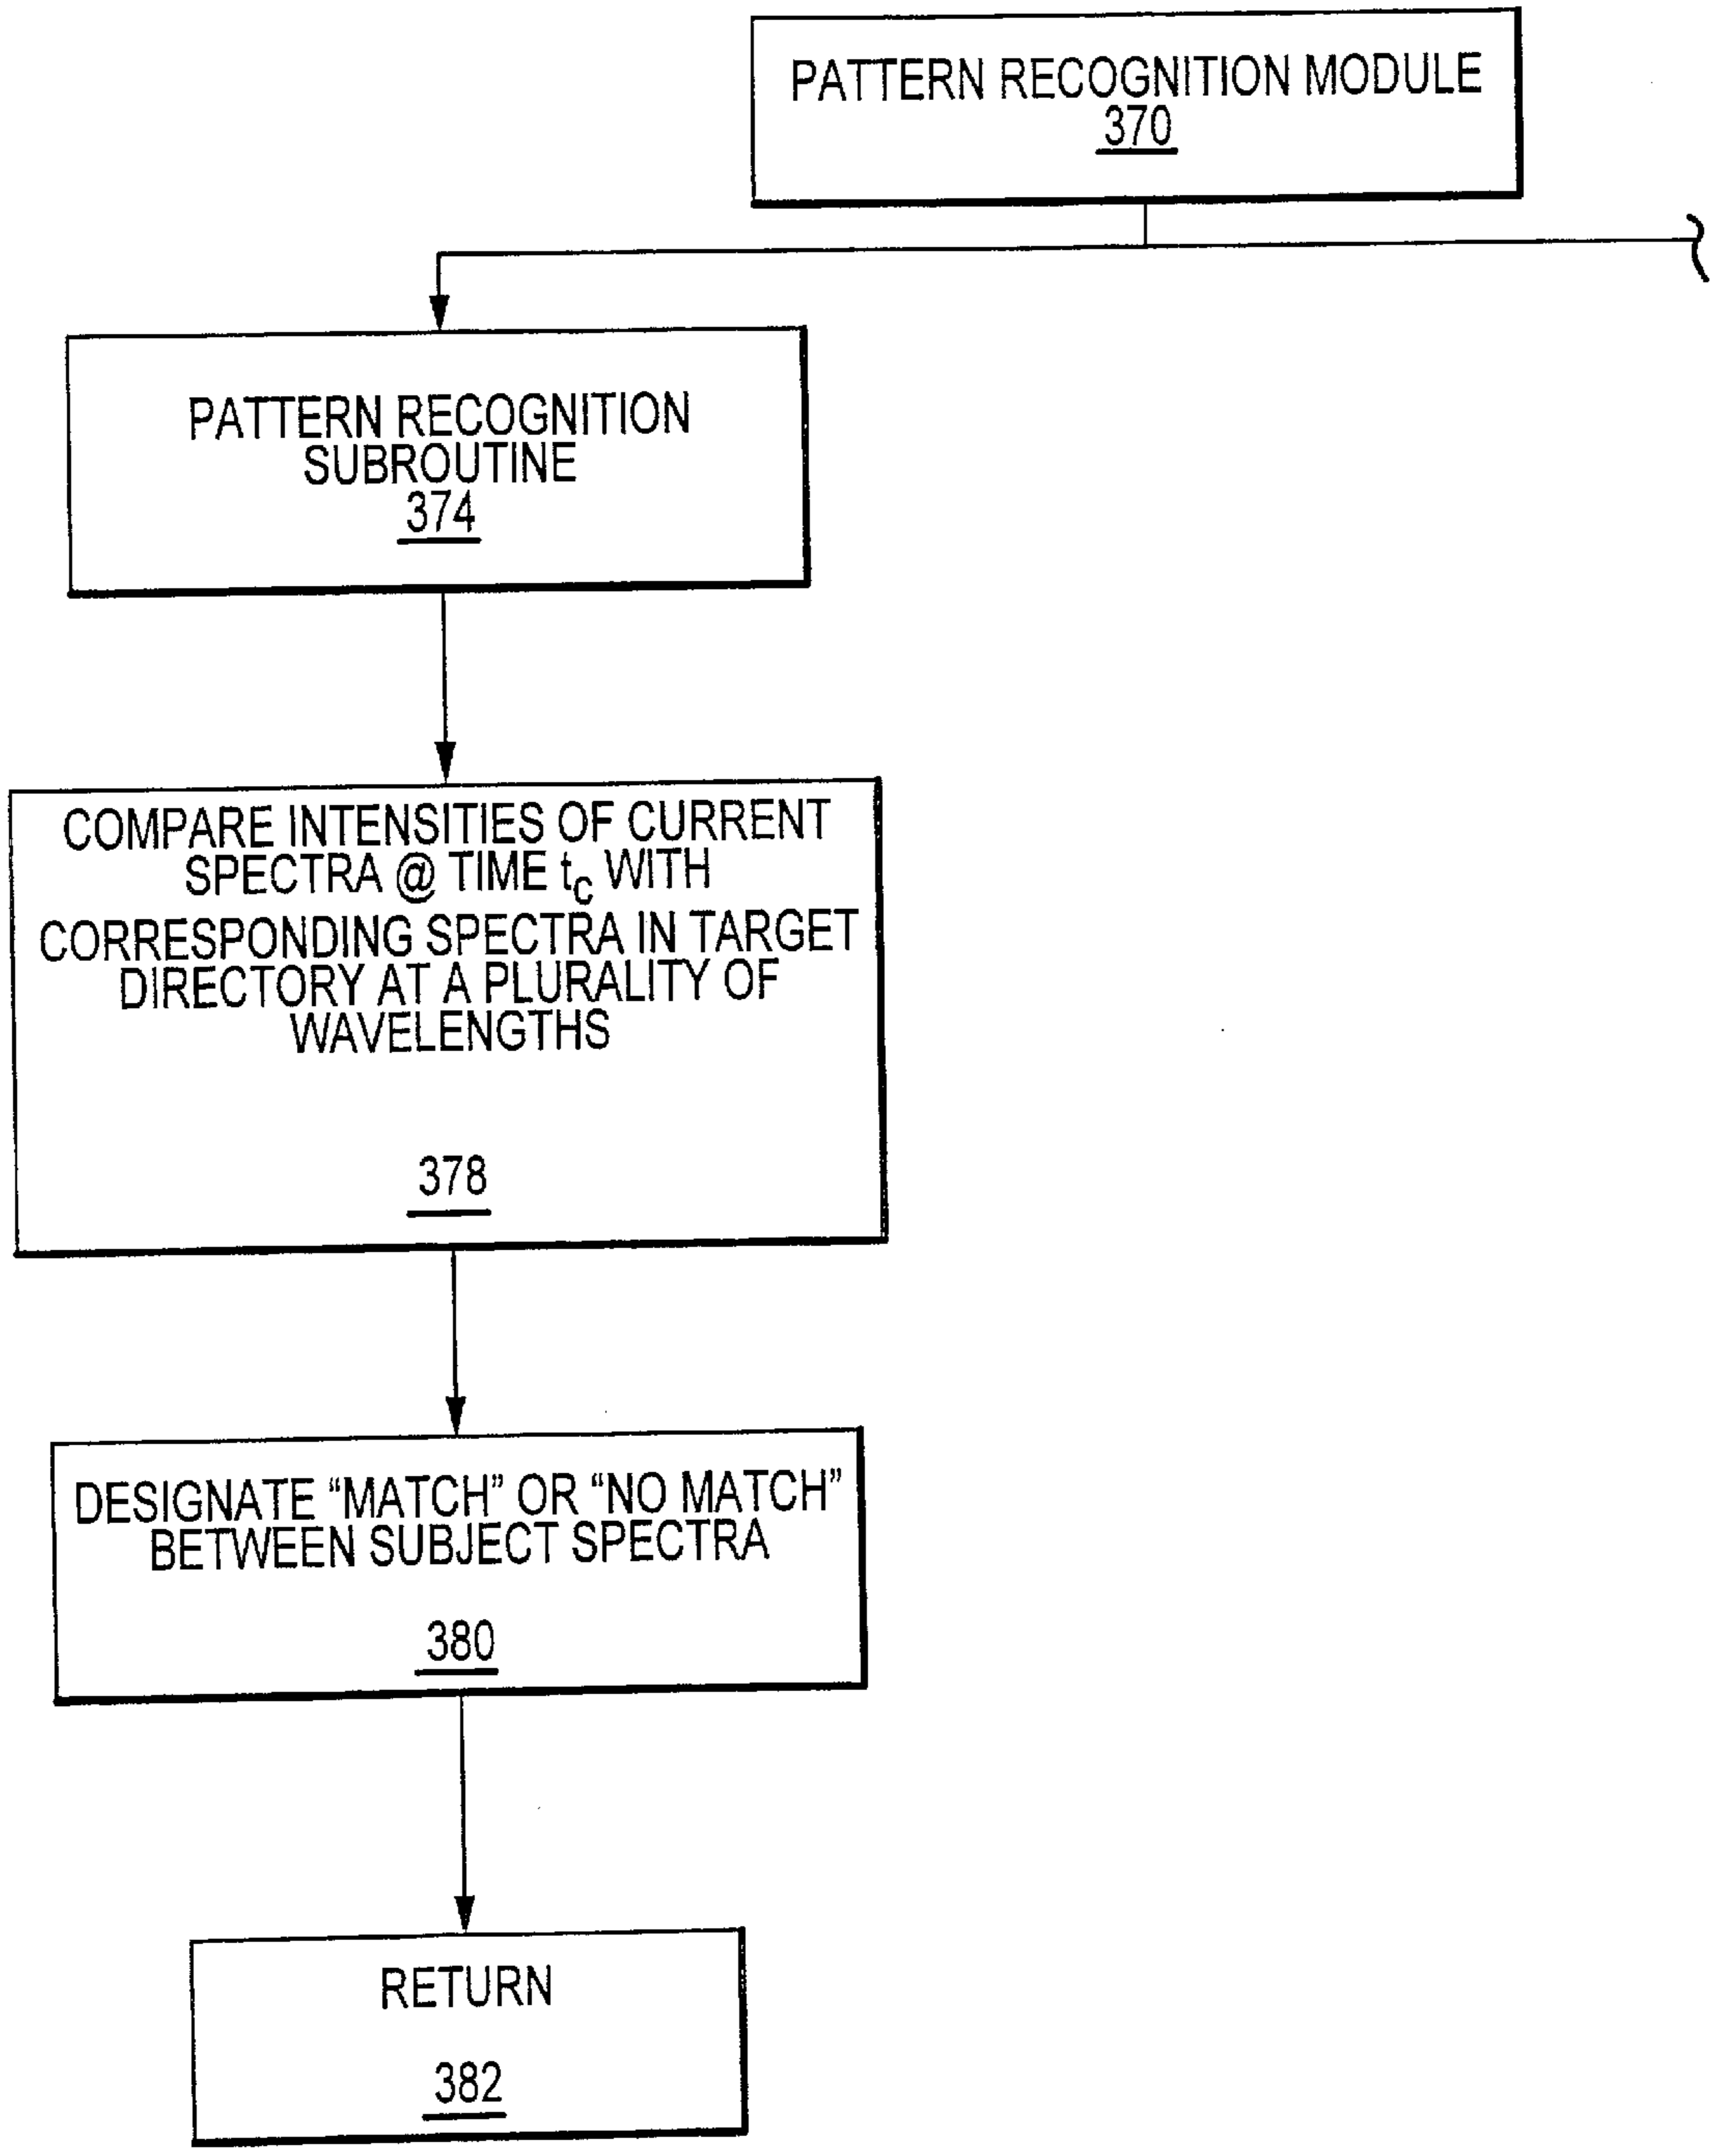 PATTERN RECOGNITION MODULE
370
PATTERN RECOGNITION
SUBROUTINE
374
COMPARE INTENSITIES OF CURRENT
SPECTRA @ TIME tc WITH
CORRESPONDING SPECTRA IN TARGET
DIRECTORY AT A PLURALITY OF
WAVELENGTHS
378
DESIGNATE “MATCH” OR “NO MATCH”
BETWEEN SUBJECT SPECTRA
380
RETURN
382